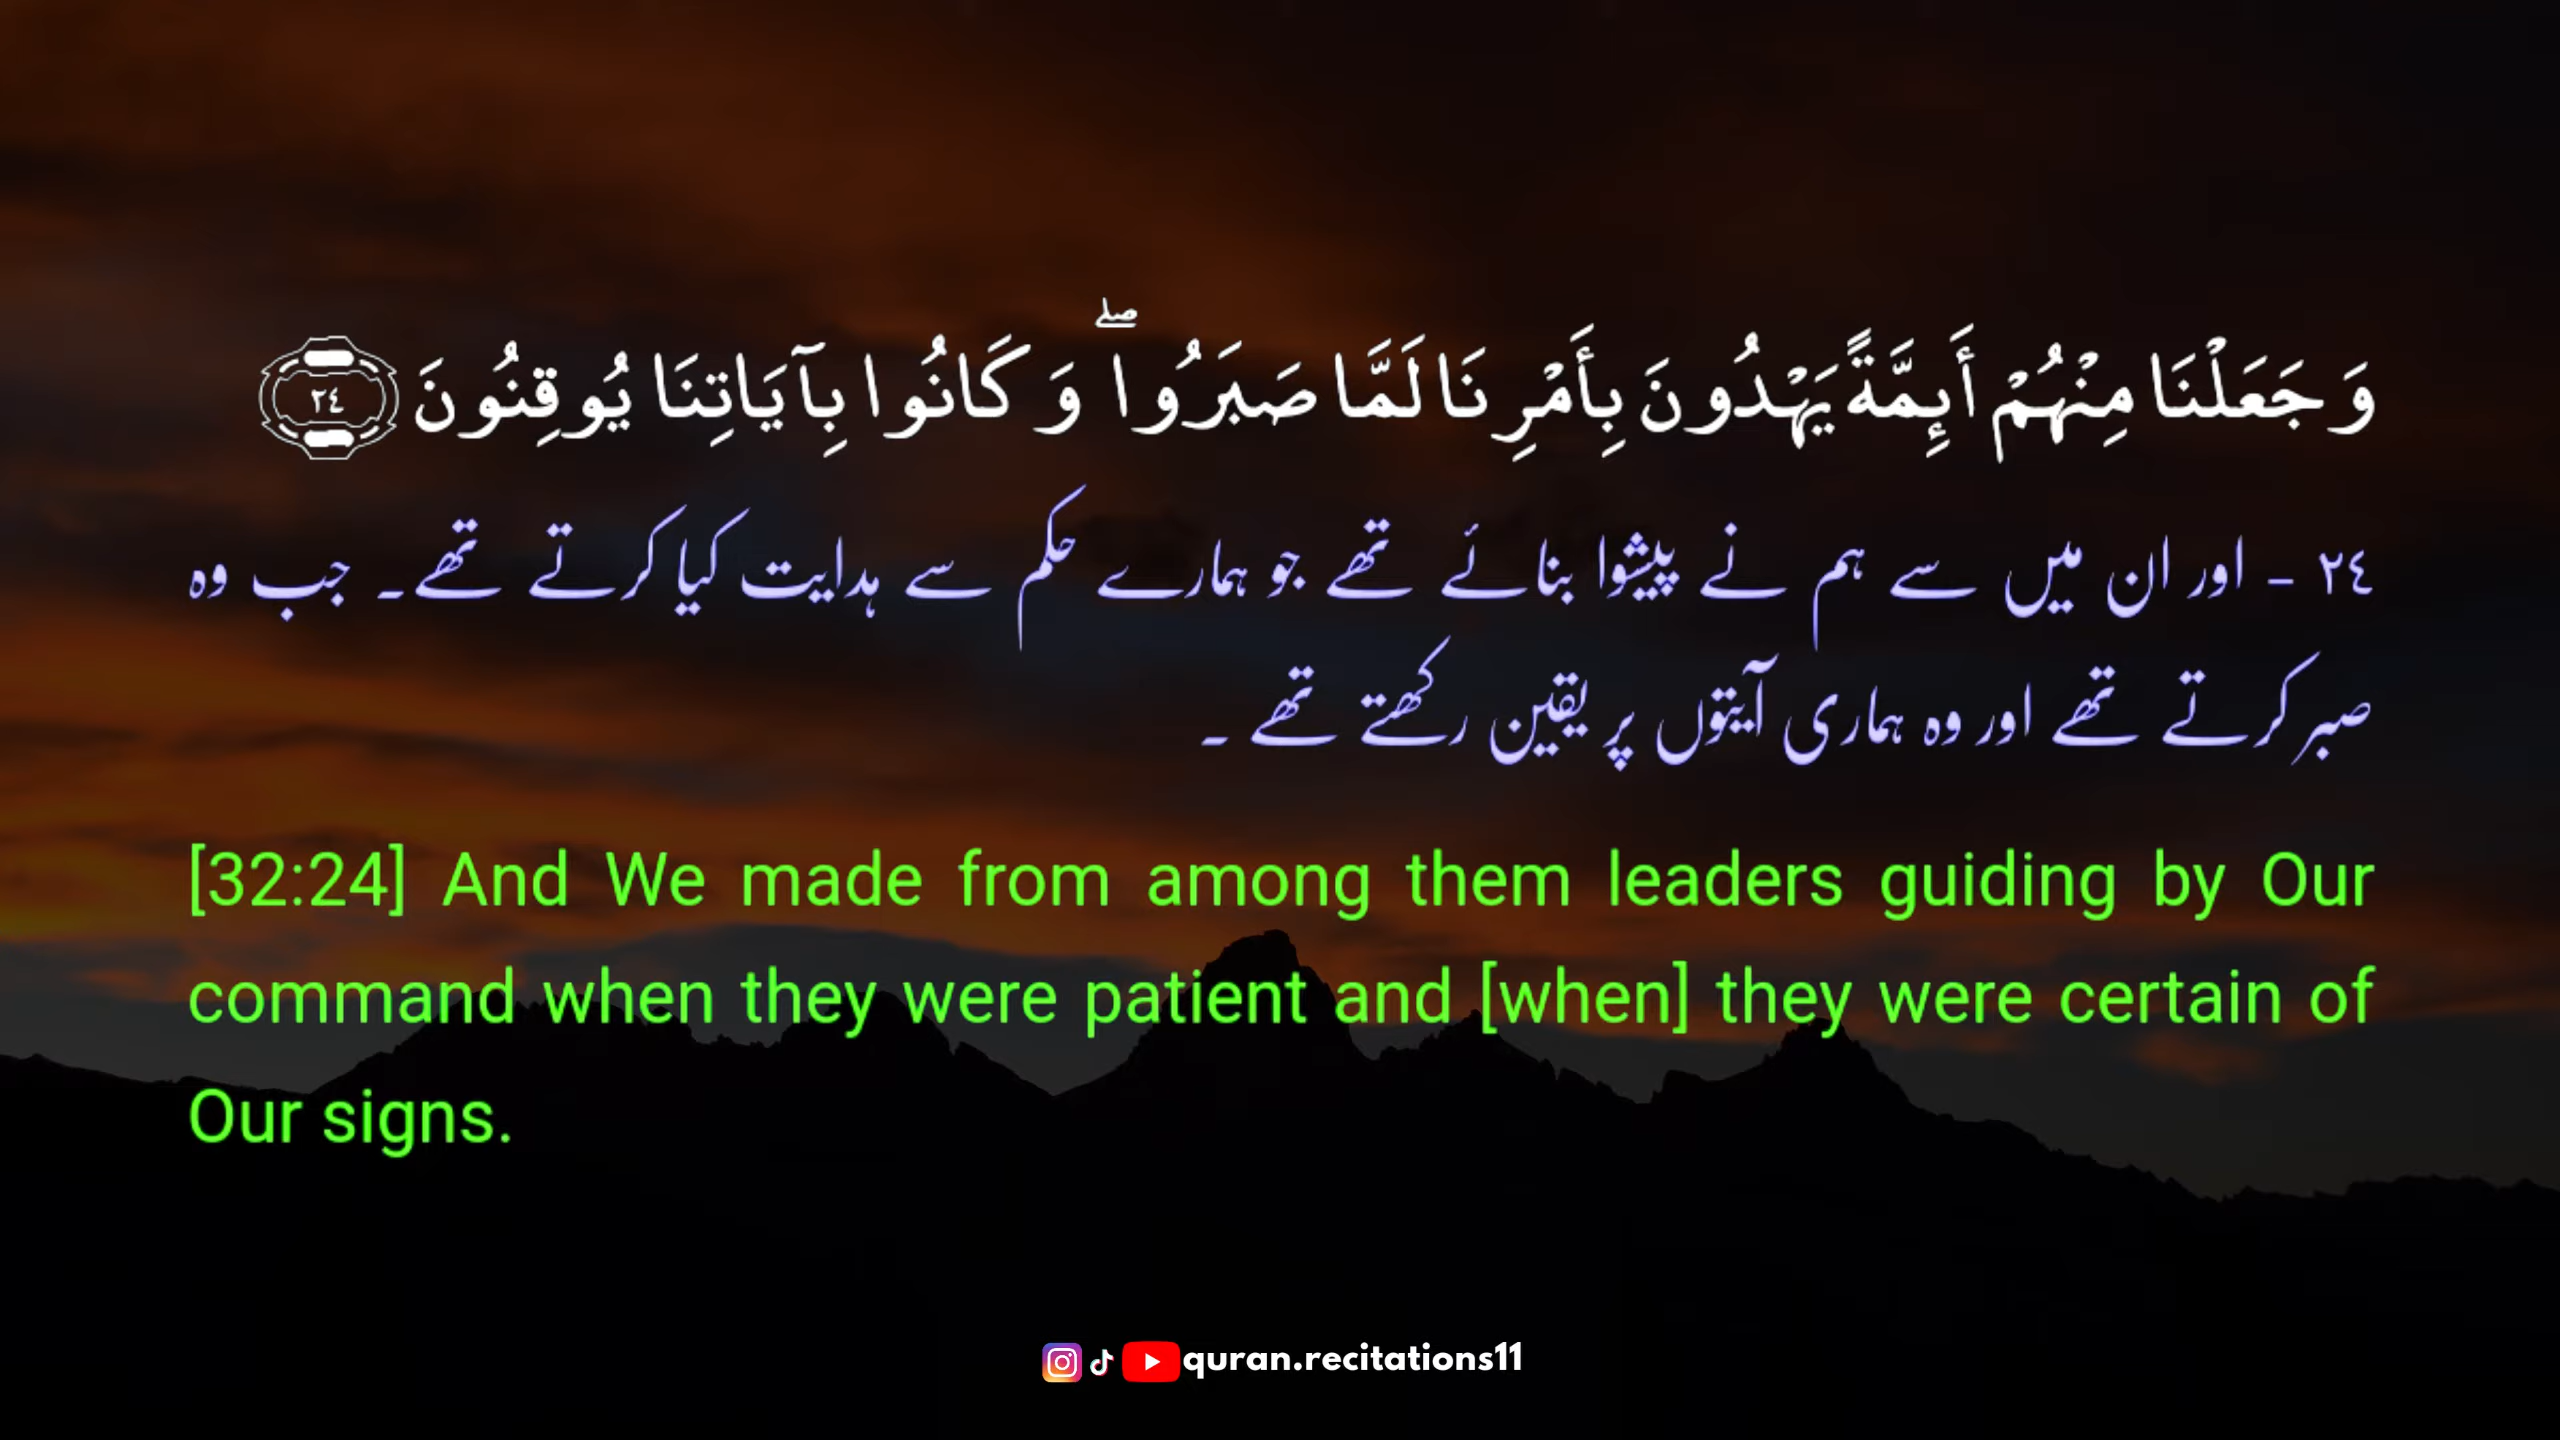 وَجَعَلْنَا مِنْهُمْ أَئِمَّةً يَهْدُونَ بِأَمْرِنَا لَمَّا صَبَرُوا ۖ وَكَانُوا بِآيَاتِنَا يُوقِنُونَ ٢٤
٢٤ - اور ان میں سے ہم نے پیشوا بنائے تھے جو ہمارے حکم سے ہدایت کیا کرتے تھے۔ جب وہ
صبر کرتے تھے اور وہ ہماری آیتوں پر یقین رکھتے تھے ۔
[32:24] And We made from among them leaders guiding by Our
command when they were patient and [when] they were certain of
Our signs.
quran.recitations11